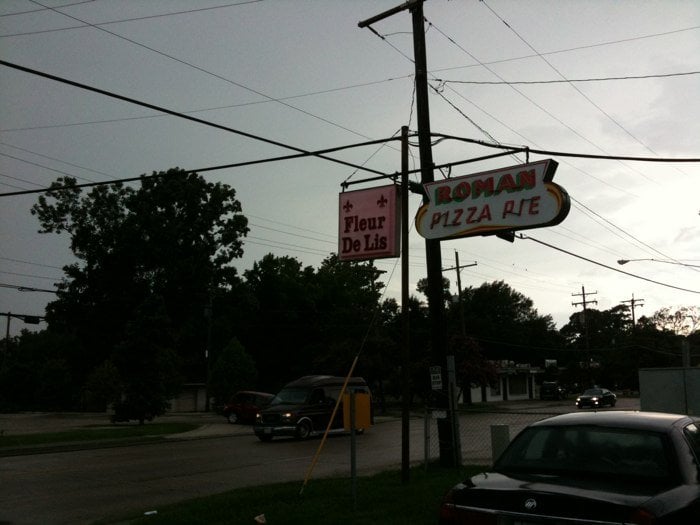 Fleur
De Lis
ROMAN
PIZZA PIE